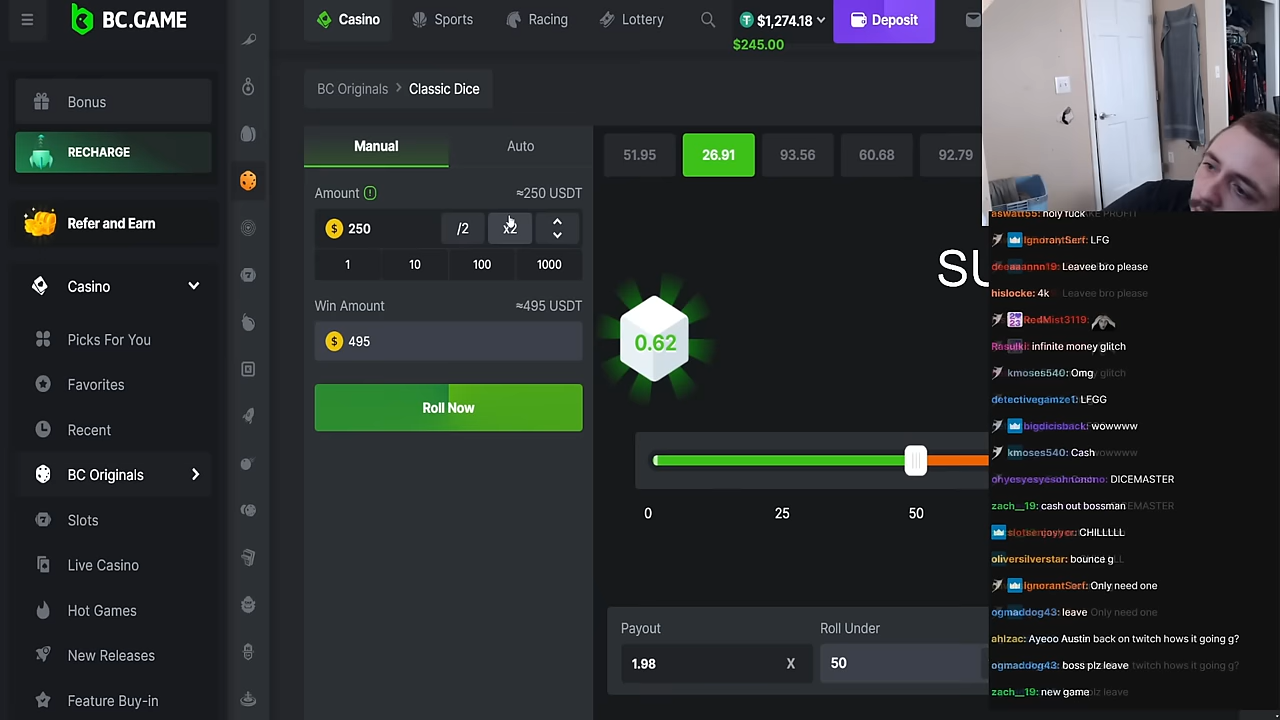 BC.GAME
Casino
Sports
Racing
Lottery
$1,274.18
Deposit
$245.00
Bonus
RECHARGE
Refer and Earn
Casino
Picks For You
Favorites
Recent
BC Originals
Slots
Live Casino
Hot Games
New Releases
Feature Buy-in
BC Originals > Classic Dice
Manual
Auto
Amount
≈250 USDT
250
/2
x2
1
10
100
1000
Win Amount
≈495 USDT
495
Roll Now
51.95
26.91
93.56
60.68
92.79
SU
0.62
0
25
50
Payout
Roll Under
1.98
X
50
aswatt55: holy fuck
IgnorantSerf: LFG
Leavee bro please
hislocke: 4k
RedMist3119:
Rosulki: infinite money glitch
kmoses540: Omg
detectivegamze1: LFGG
bigdicisback: wowwww
kmoses540: Cash
DICEMASTER
zach__19: cash out bossman
CHILLLLL
oliversilverstar: bounce g
IgnorantSerf: Only need one
ogmaddog43: leave
ahlzac: Ayeoo Austin back on twitch hows it going g?
ogmaddog43: boss plz leave
zach__19: new game